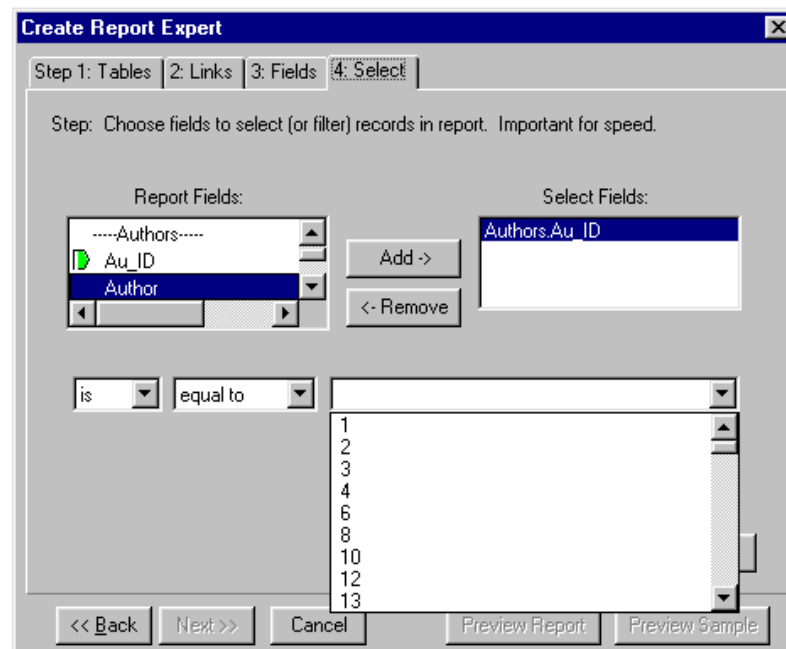 Create Report Expert
Step 1: Tables 2: Links 3: Fields 4: Select
Step: Choose fields to select (or filter) records in report. Important for speed.
Report Fields:
-----Authors-----
Au_ID
Author
Add ->
<- Remove
Select Fields:
Authors.Au_ID
is
equal to
1
2
3
4
6
8
10
12
13
<< Back Next >> Cancel Preview Report Preview Sample